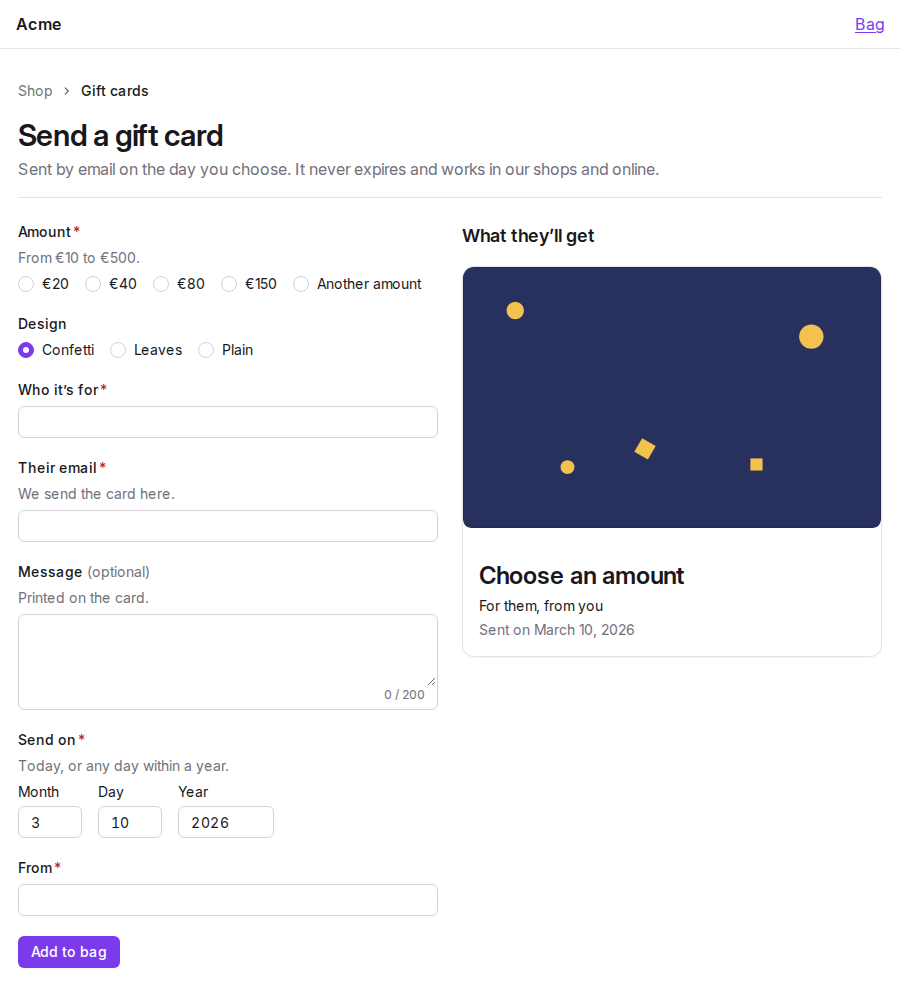 Acme
Bag
Shop > Gift cards
Send a gift card
Sent by email on the day you choose. It never expires and works in our shops and online.
Amount *
From €10 to €500.
€20 €40 €80 €150 Another amount
Design
Confetti Leaves Plain
Who it’s for *
Their email *
We send the card here.
Message (optional)
Printed on the card.
0 / 200
Send on *
Today, or any day within a year.
Month Day Year
3 10 2026
From *
Add to bag
What they’ll get
Choose an amount
For them, from you
Sent on March 10, 2026